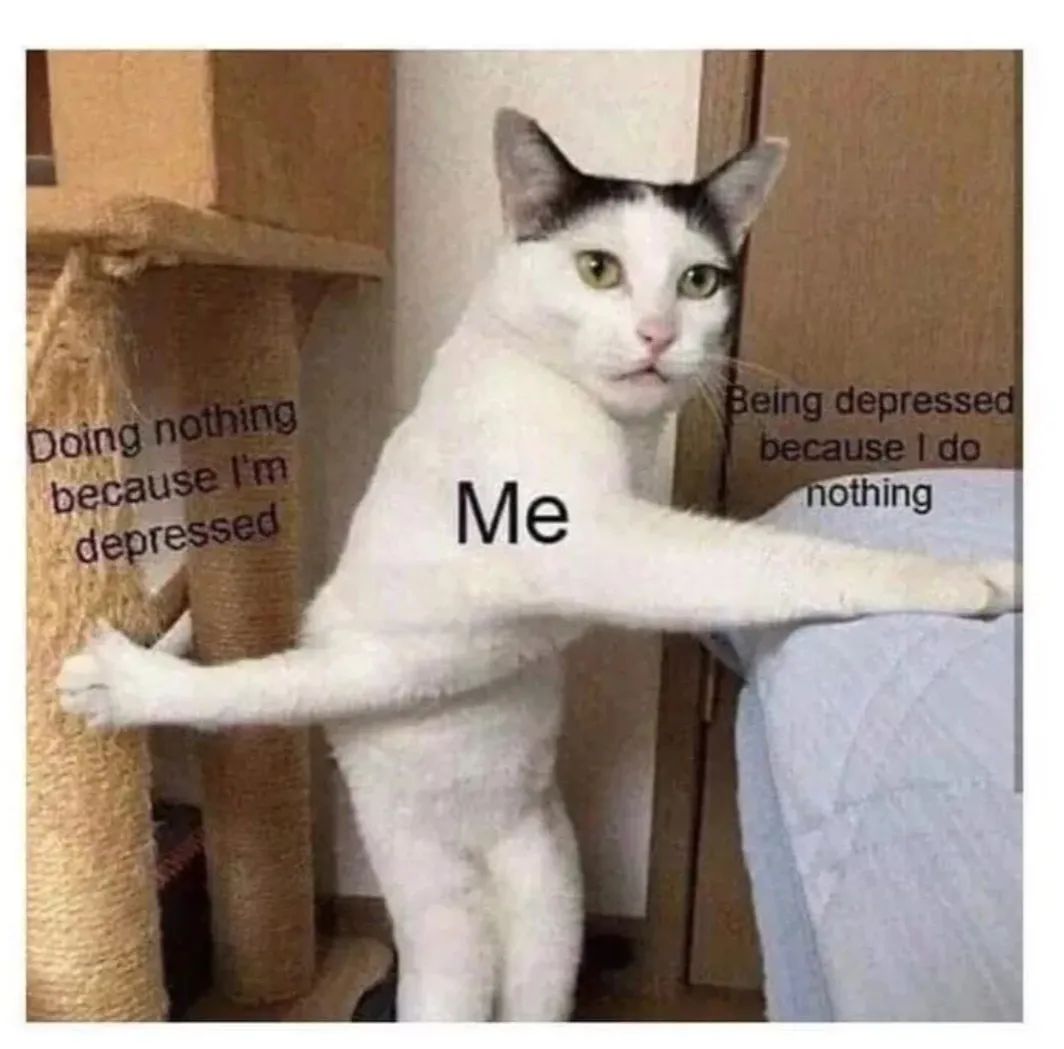 Doing nothing
because I'm
depressed
Me
Being depressed
because I do
nothing